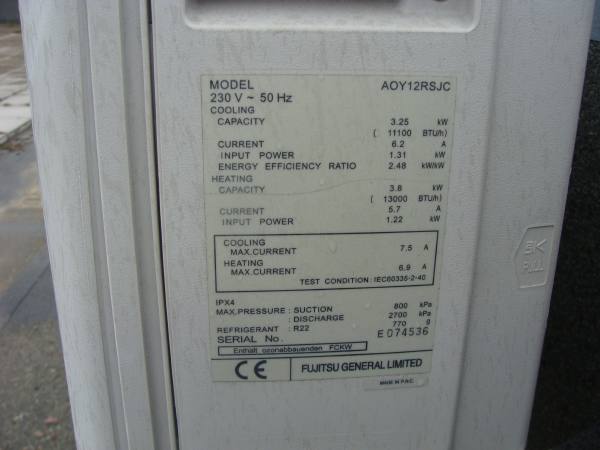 MODEL AOY12RSJC
230 V ~ 50 Hz
COOLING
CAPACITY 3.25 kW
( 11100 BTU/h)
CURRENT 6.2 A
INPUT POWER 1.31 kW
ENERGY EFFICIENCY RATIO 2.48 kW/kW
HEATING
CAPACITY 3.8 kW
( 13000 BTU/h)
CURRENT 5.7 A
INPUT POWER 1.22 kW
COOLING
MAX.CURRENT 7.5 A
HEATING
MAX.CURRENT 6.9 A
TEST CONDITION : IEC60335-2-40
IPX4
MAX.PRESSURE : SUCTION 800 kPa
: DISCHARGE 2700 kPa
REFRIGERANT : R22 770 g
SERIAL No. E074536
Enthält ozonabbauenden FCKW
CE FUJITSU GENERAL LIMITED
MADE IN P.R.C.
PULL